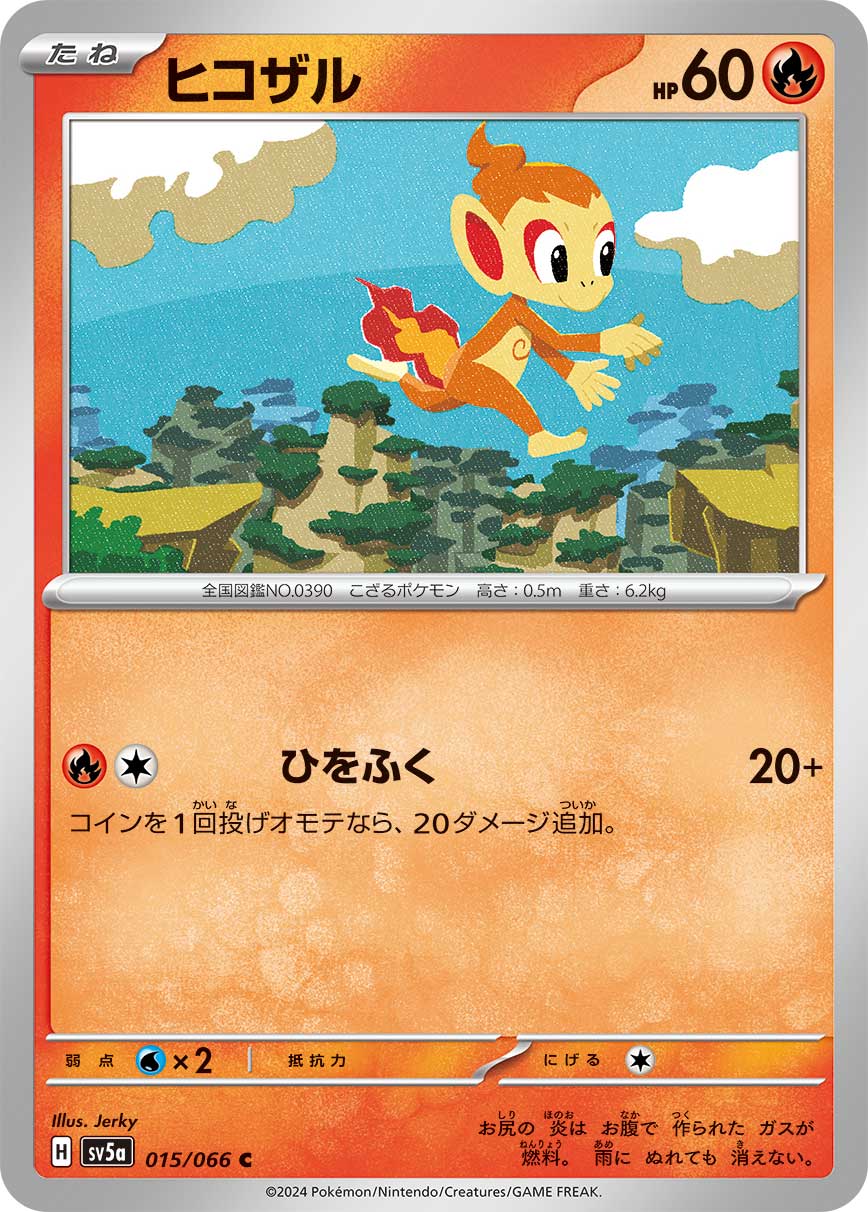 たね
ヒコザル
HP60
全国図鑑NO.0390 こざるポケモン 高さ:0.5m 重さ:6.2kg
ひをふく 20+
コインを1回投げオモテなら、20ダメージ追加。
弱点 ×2 抵抗力 にげる
Illus. Jerky
H sv5a 015/066 C
お尻の 炎は お腹で 作られた ガスが
燃料。 雨に ぬれても 消えない。
©2024 Pokémon/Nintendo/Creatures/GAME FREAK.